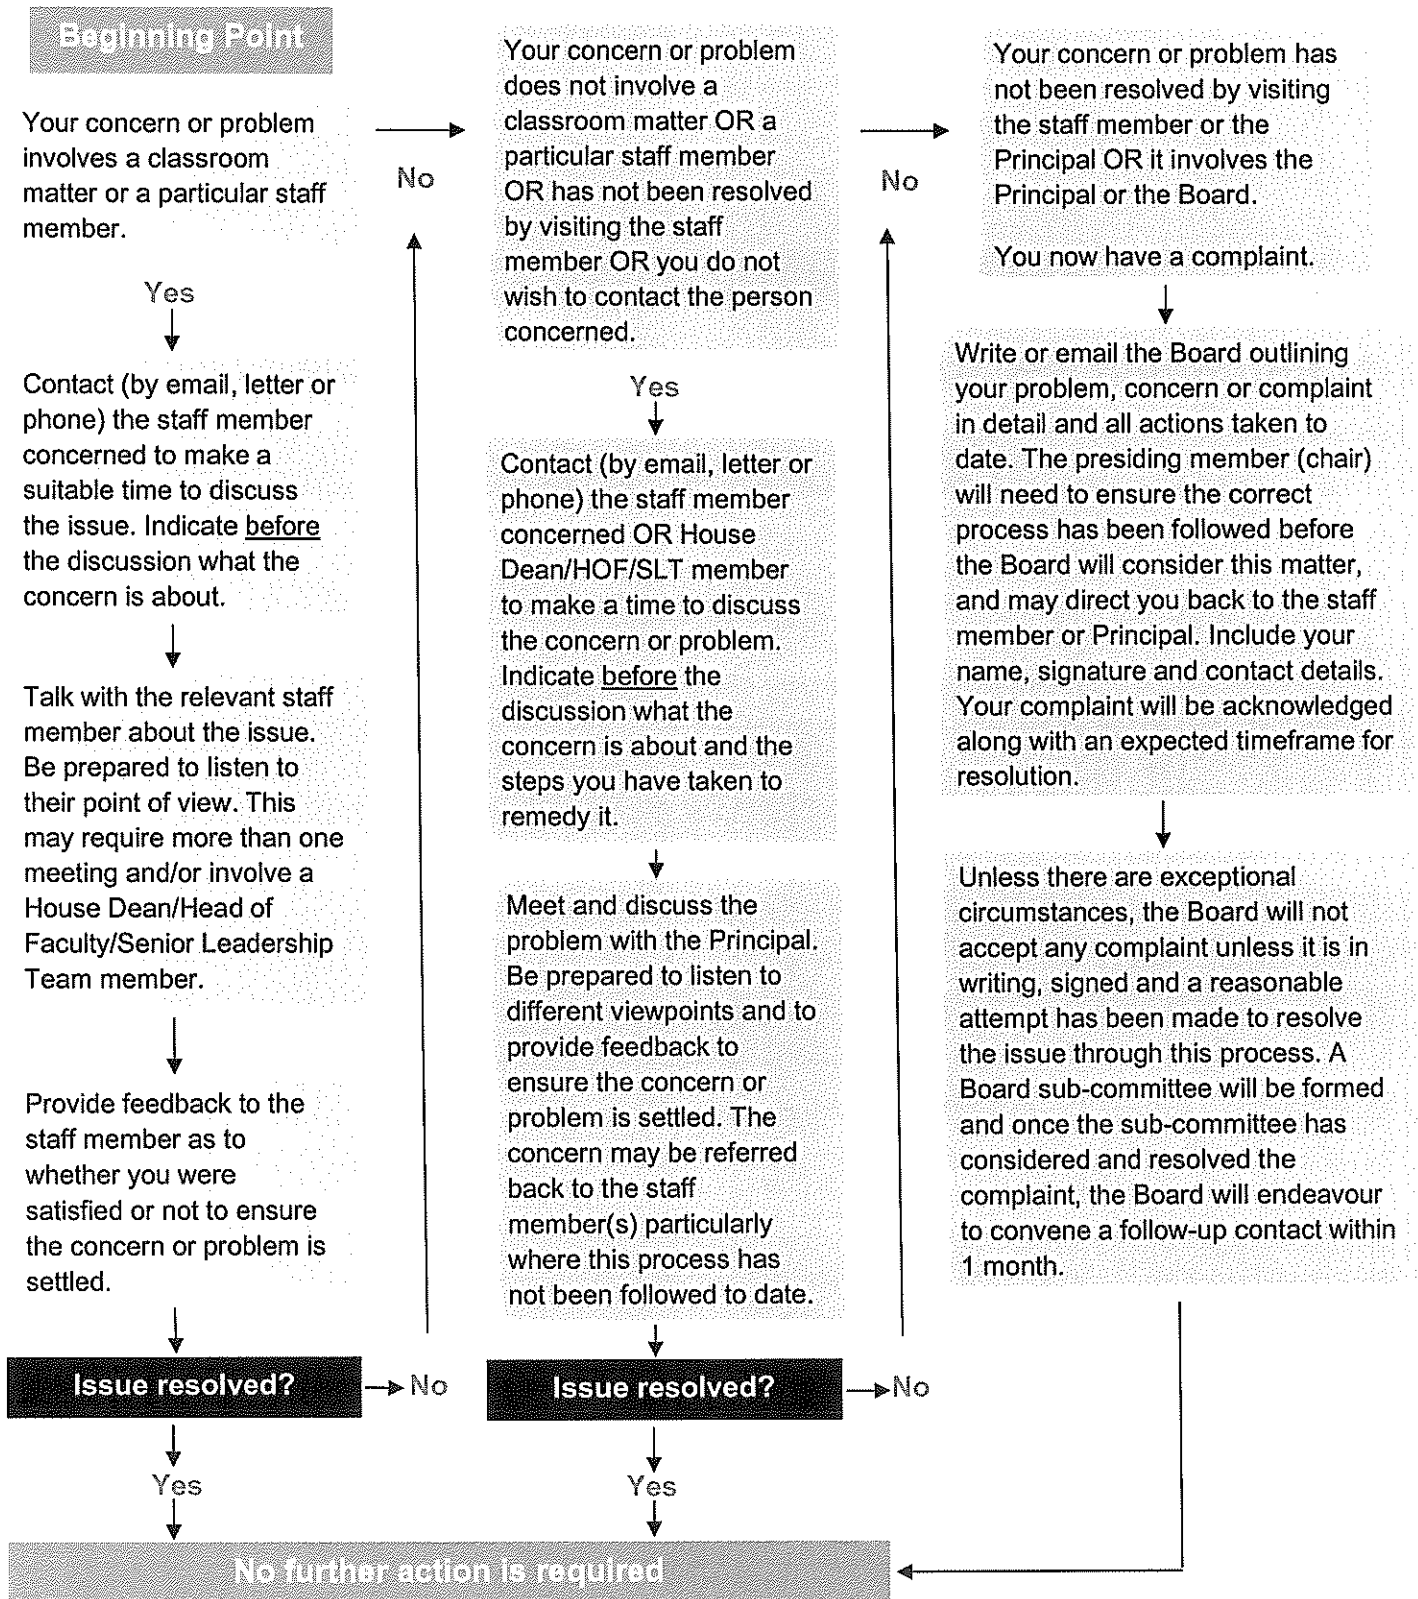 Beginning Point
Your concern or problem
involves a classroom
matter or a particular staff
member.
Yes
Contact (by email, letter or
phone) the staff member
concerned to make a
suitable time to discuss
the issue. Indicate before
the discussion what the
concern is about.
Talk with the relevant staff
member about the issue.
Be prepared to listen to
their point of view. This
may require more than one
meeting and/or involve a
House Dean/Head of
Faculty/Senior Leadership
Team member.
Provide feedback to the
staff member as to
whether you were
satisfied or not to ensure
the concern or problem is
settled.
Issue resolved?
No
Yes
No
Your concern or problem
does not involve a
classroom matter OR a
particular staff member
OR has not been resolved
by visiting the staff
member OR you do not
wish to contact the person
concerned.
Yes
Contact (by email, letter or
phone) the staff member
concerned OR House
Dean/HOF/SLT member
to make a time to discuss
the concern or problem.
Indicate before the
discussion what the
concern is about and the
steps you have taken to
remedy it.
Meet and discuss the
problem with the Principal.
Be prepared to listen to
different viewpoints and to
provide feedback to
ensure the concern or
problem is settled. The
concern may be referred
back to the staff
member(s) particularly
where this process has
not been followed to date.
Issue resolved?
No
Yes
No
Your concern or problem has
not been resolved by visiting
the staff member or the
Principal OR it involves the
Principal or the Board.
You now have a complaint.
Write or email the Board outlining
your problem, concern or complaint
in detail and all actions taken to
date. The presiding member (chair)
will need to ensure the correct
process has been followed before
the Board will consider this matter,
and may direct you back to the staff
member or Principal. Include your
name, signature and contact details.
Your complaint will be acknowledged
along with an expected timeframe for
resolution.
Unless there are exceptional
circumstances, the Board will not
accept any complaint unless it is in
writing, signed and a reasonable
attempt has been made to resolve
the issue through this process. A
Board sub-committee will be formed
and once the sub-committee has
considered and resolved the
complaint, the Board will endeavour
to convene a follow-up contact within
1 month.
No further action is required